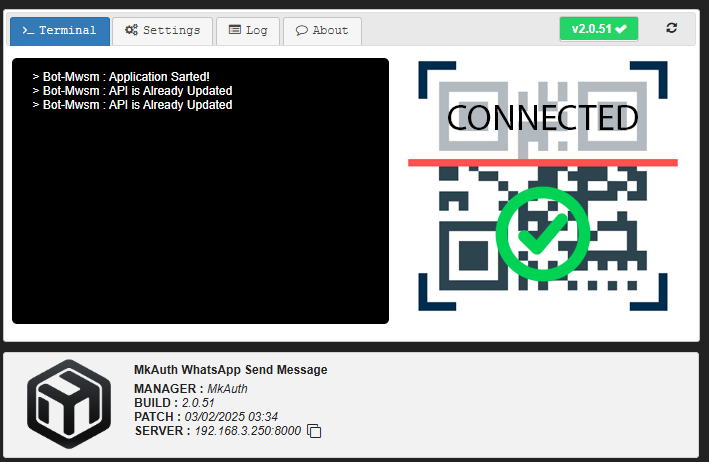 >_ Terminal
Settings
Log
About
v2.0.51
> Bot-Mwsm : Application Sarted!
> Bot-Mwsm : API is Already Updated
> Bot-Mwsm : API is Already Updated
CONNECTED
MkAuth WhatsApp Send Message
MANAGER : MkAuth
BUILD : 2.0.51
PATCH : 03/02/2025 03:34
SERVER : 192.168.3.250:8000